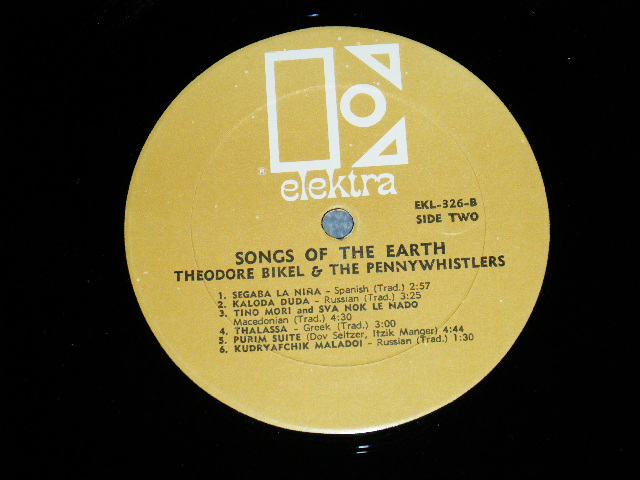 elektra
®
EKL-326-B
SIDE TWO
SONGS OF THE EARTH
THEODORE BIKEL & THE PENNYWHISTLERS
1. SEGABA LA NIÑA – Spanish (Trad.) 2:57
2. KALODA DUDA – Russian (Trad.) 3:25
3. TINO MORI and SVA NOK LE NADO
Macedonian (Trad.) 4:30
4. THALASSA – Greek (Trad.) 3:00
5. PURIM SUITE (Dov Seltzer, Itzik Manger) 4:44
6. KUDRYAFCHIK MALADOI – Russian (Trad.) 1:30